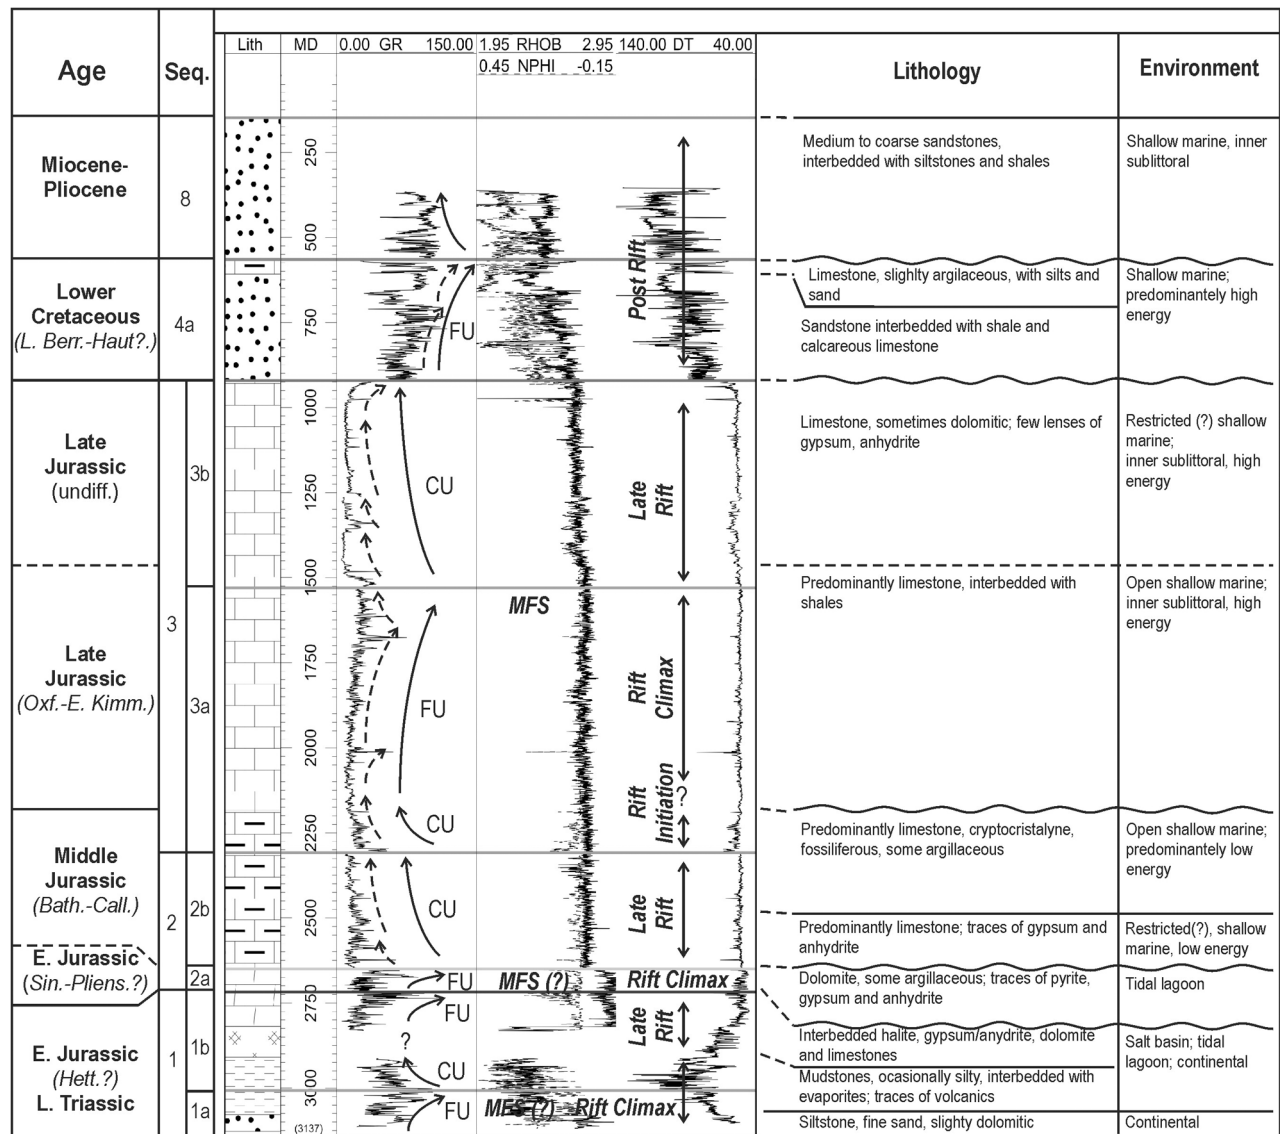 Age
Seq.
Lith
MD
0.00 GR 150.00
1.95 RHOB 2.95
0.45 NPHI -0.15
140.00 DT 40.00
Lithology
Environment
Miocene-
Pliocene
8
250
500
Post Rift
Medium to coarse sandstones,
interbedded with siltstones and shales
Shallow marine, inner
sublittoral
Lower
Cretaceous
(L. Berr.-Haut?.)
4a
750
FU
Limestone, slighlty argilaceous, with silts and
sand
Sandstone interbedded with shale and
calcareous limestone
Shallow marine;
predominantely high
energy
Late
Jurassic
(undiff.)
3b
1000
1250
1500
CU
Late
Rift
Limestone, sometimes dolomitic; few lenses of
gypsum, anhydrite
Restricted (?) shallow
marine;
inner sublittoral, high
energy
3
Late
Jurassic
(Oxf.-E. Kimm.)
3a
1750
2000
2250
MFS
FU
CU
Rift
Climax
Rift
Initiation
?
Predominantly limestone, interbedded with
shales
Open shallow marine;
inner sublittoral, high
energy
Middle
Jurassic
(Bath.-Call.)
2
2b
2500
CU
Late
Rift
Predominantly limestone, cryptocristalyne,
fossiliferous, some argillaceous
Open shallow marine;
predominantely low
energy
Predominantly limestone; traces of gypsum and
anhydrite
Restricted(?), shallow
marine, low energy
E. Jurassic
(Sin.-Pliens.?)
2a
FU
MFS (?)
Rift Climax
Dolomite, some argillaceous; traces of pyrite,
gypsum and anhydrite
Tidal lagoon
E. Jurassic
(Hett.?)
L. Triassic
1
1b
1a
2750
3000
(3137)
FU
?
CU
FU
Late
Rift
MFS (?)
Rift Climax
Interbedded halite, gypsum/anydrite, dolomite
and limestones
Salt basin; tidal
lagoon; continental
Mudstones, ocasionally silty, interbedded with
evaporites; traces of volcanics
Siltstone, fine sand, slighty dolomitic
Continental